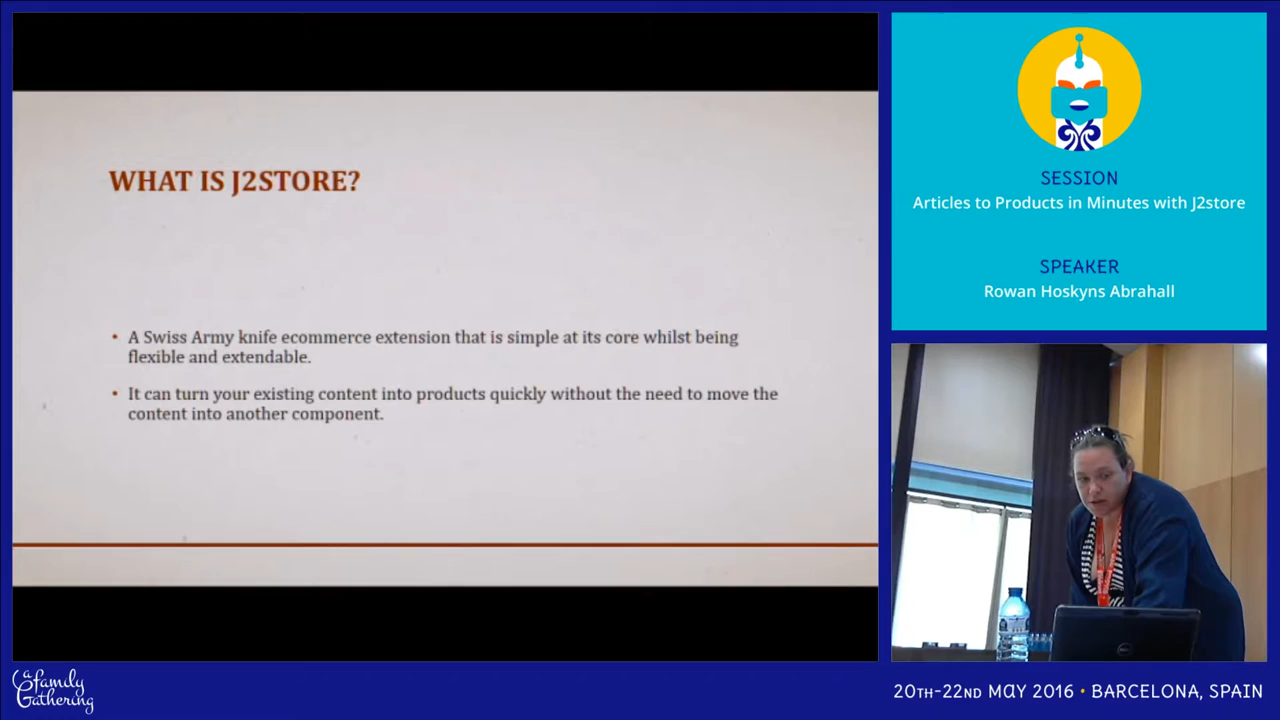 WHAT IS J2STORE?
• A Swiss Army knife ecommerce extension that is simple at its core whilst being
flexible and extendable.
• It can turn your existing content into products quickly without the need to move the
content into another component.
SESSION
Articles to Products in Minutes with J2store
SPEAKER
Rowan Hoskyns Abrahall
DELL
a family
Gathering
20TH-22ND MAY 2016 • BARCELONA, SPAIN